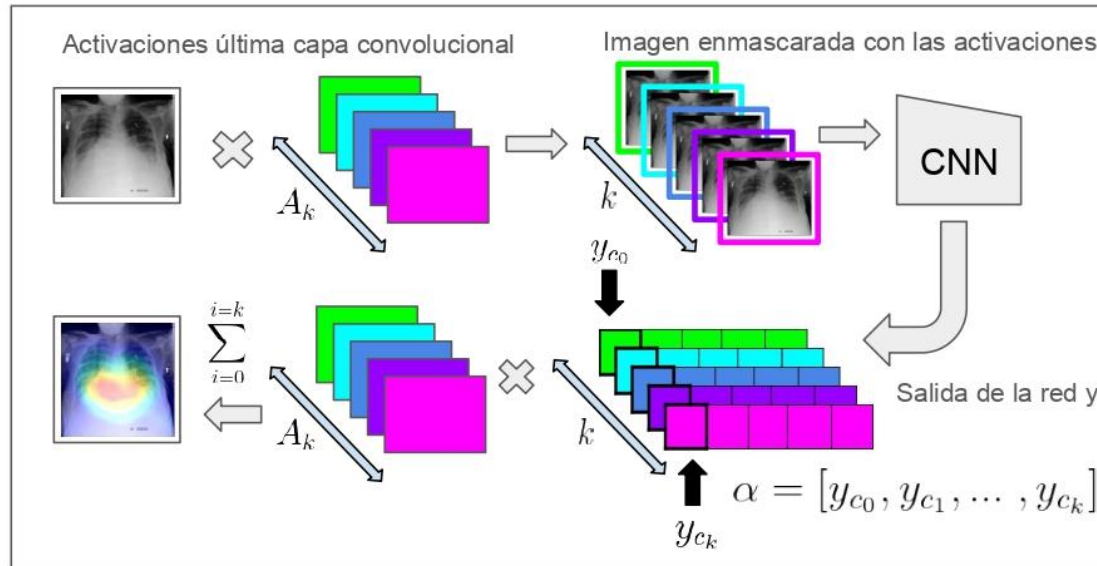 Activaciones última capa convolucional
Imagen enmascarada con las activaciones
CNN
A_k
k
y_{c_0}
i=k
∑
i=0
A_k
k
Salida de la red y
α = [y_{c_0}, y_{c_1}, ... , y_{c_k}]
y_{c_k}